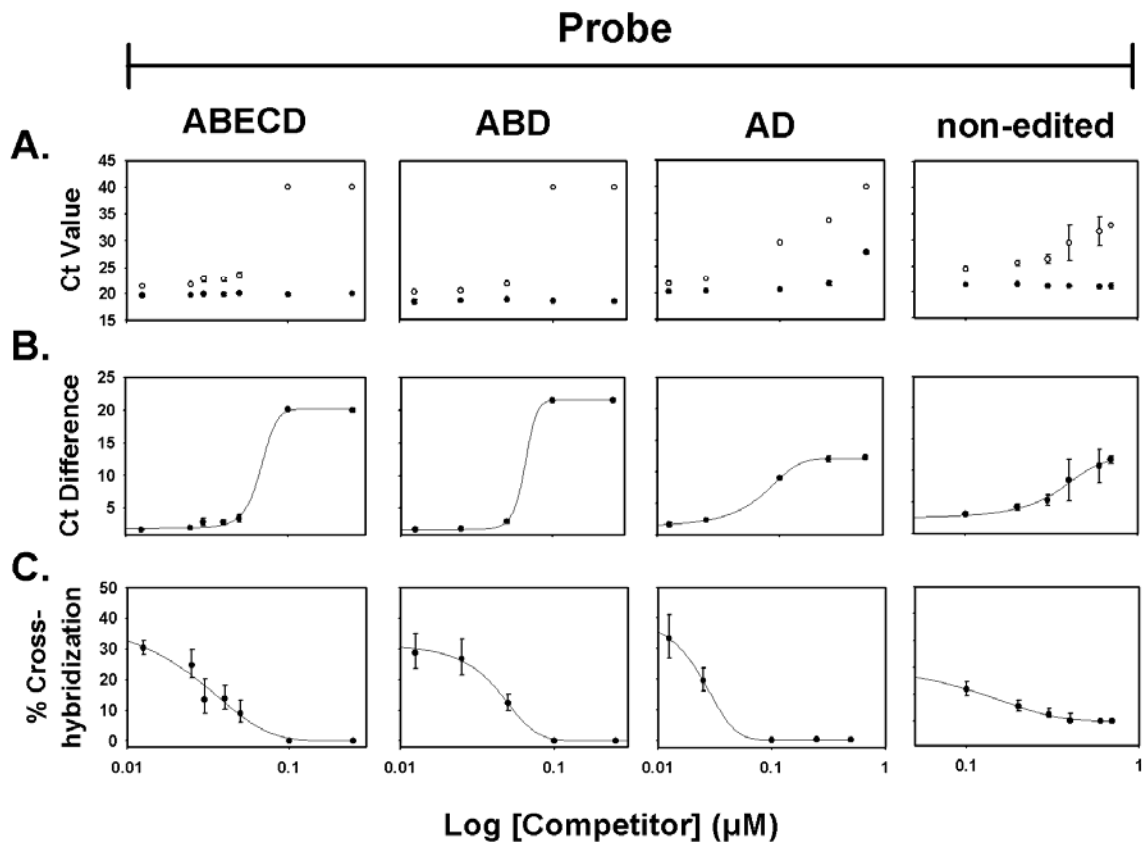 Probe
ABECD ABD AD non-edited
A.
Ct Value
45
40
35
30
25
20
15
B.
Ct Difference
25
20
15
10
5
C.
% Cross-
hybridization
50
40
30
20
10
0
0.01 0.1 0.01 0.1 0.01 0.1 1 0.1 1
Log [Competitor] (µM)